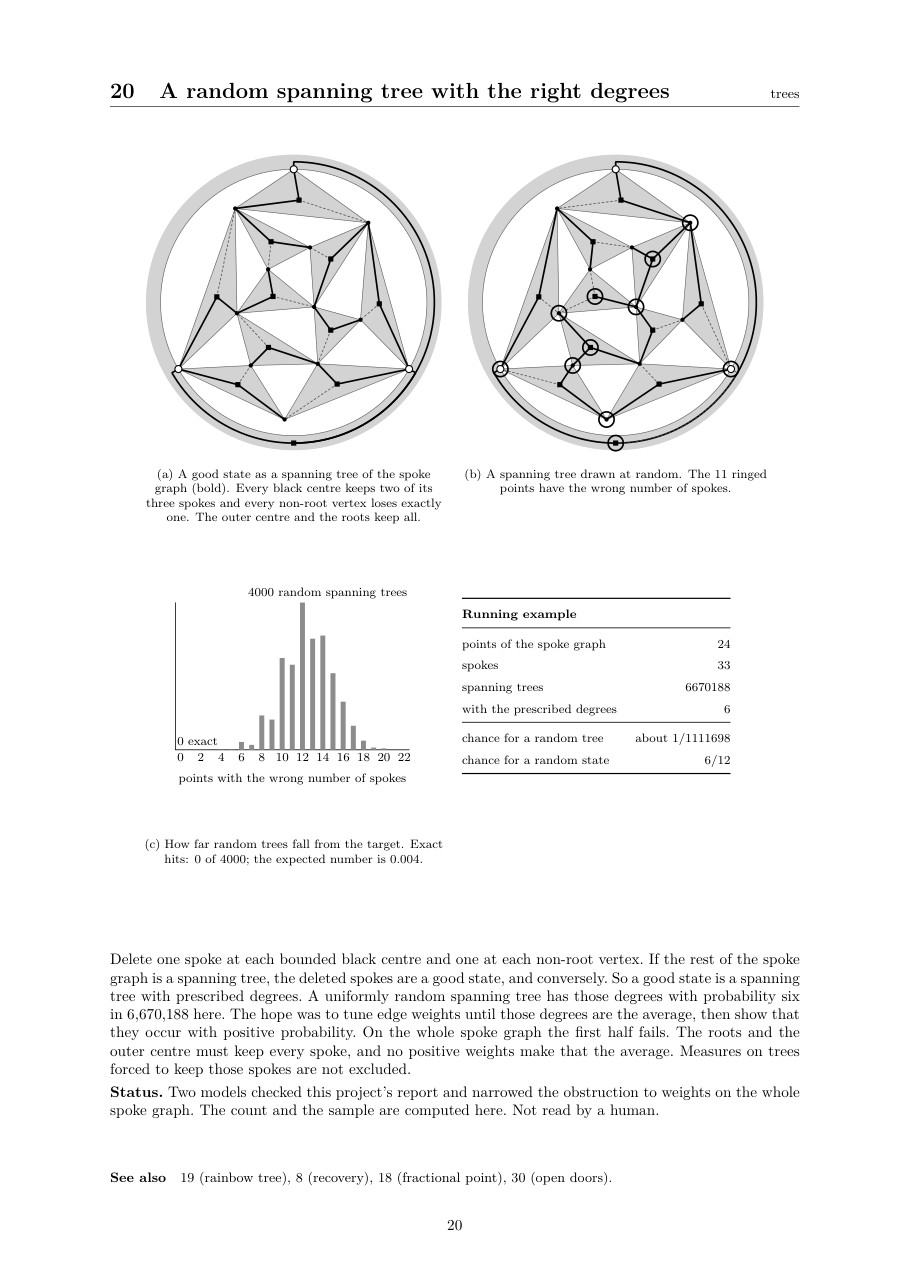 20 A random spanning tree with the right degrees trees
(a) A good state as a spanning tree of the spoke
graph (bold). Every black centre keeps two of its
three spokes and every non-root vertex loses exactly
one. The outer centre and the roots keep all.
(b) A spanning tree drawn at random. The 11 ringed
points have the wrong number of spokes.
4000 random spanning trees
0 exact
0 2 4 6 8 10 12 14 16 18 20 22
points with the wrong number of spokes
Running example
points of the spoke graph 24
spokes 33
spanning trees 6670188
with the prescribed degrees 6
chance for a random tree about 1/1111698
chance for a random state 6/12
(c) How far random trees fall from the target. Exact
hits: 0 of 4000; the expected number is 0.004.
Delete one spoke at each bounded black centre and one at each non-root vertex. If the rest of the spoke
graph is a spanning tree, the deleted spokes are a good state, and conversely. So a good state is a spanning
tree with prescribed degrees. A uniformly random spanning tree has those degrees with probability six
in 6,670,188 here. The hope was to tune edge weights until those degrees are the average, then show that
they occur with positive probability. On the whole spoke graph the first half fails. The roots and the
outer centre must keep every spoke, and no positive weights make that the average. Measures on trees
forced to keep those spokes are not excluded.
Status. Two models checked this project's report and narrowed the obstruction to weights on the whole
spoke graph. The count and the sample are computed here. Not read by a human.
See also 19 (rainbow tree), 8 (recovery), 18 (fractional point), 30 (open doors).
20